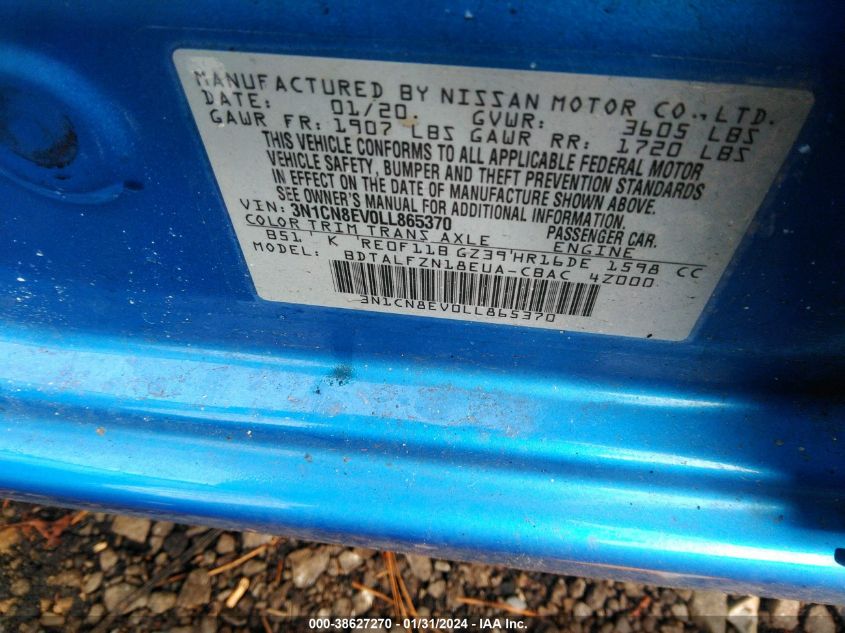 MANUFACTURED BY NISSAN MOTOR CO., LTD.
DATE: 01/20 GVWR: 3605 LBS
GAWR FR: 1907 LBS GAWR RR: 1720 LBS
THIS VEHICLE CONFORMS TO ALL APPLICABLE FEDERAL MOTOR
VEHICLE SAFETY, BUMPER AND THEFT PREVENTION STANDARDS
IN EFFECT ON THE DATE OF MANUFACTURE SHOWN ABOVE.
SEE OWNER'S MANUAL FOR ADDITIONAL INFORMATION.
VIN: 3N1CN8EV0LL865370 PASSENGER CAR.
COLOR TRIM TRANS AXLE ENGINE
B51 K RE0F11B GZ39 HR16DE 1598 CC
MODEL: BDTALFZN18EUA-CBAC 4Z000
3N1CN8EV0LL865370
000-38627270 - 01/31/2024 - IAA, Inc.